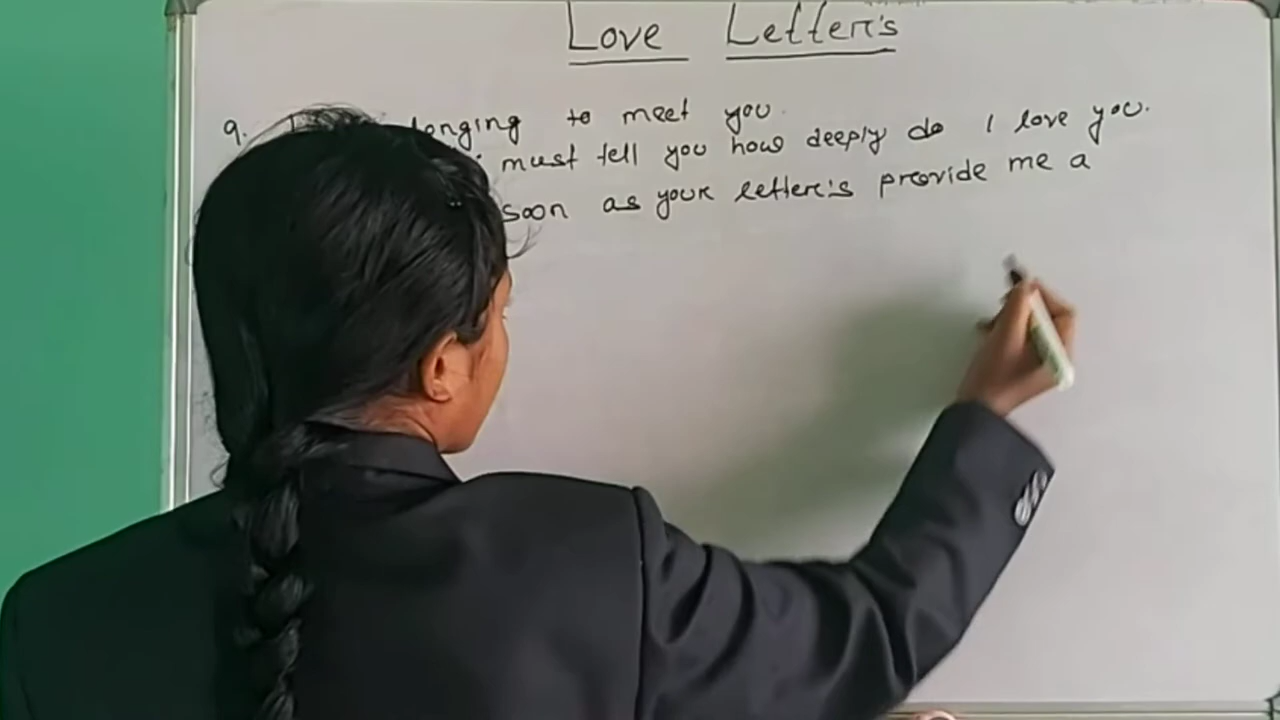 Love Letter's
9. longing to meet you.
must tell you how deeply do I love you.
soon as your letter's provide me a